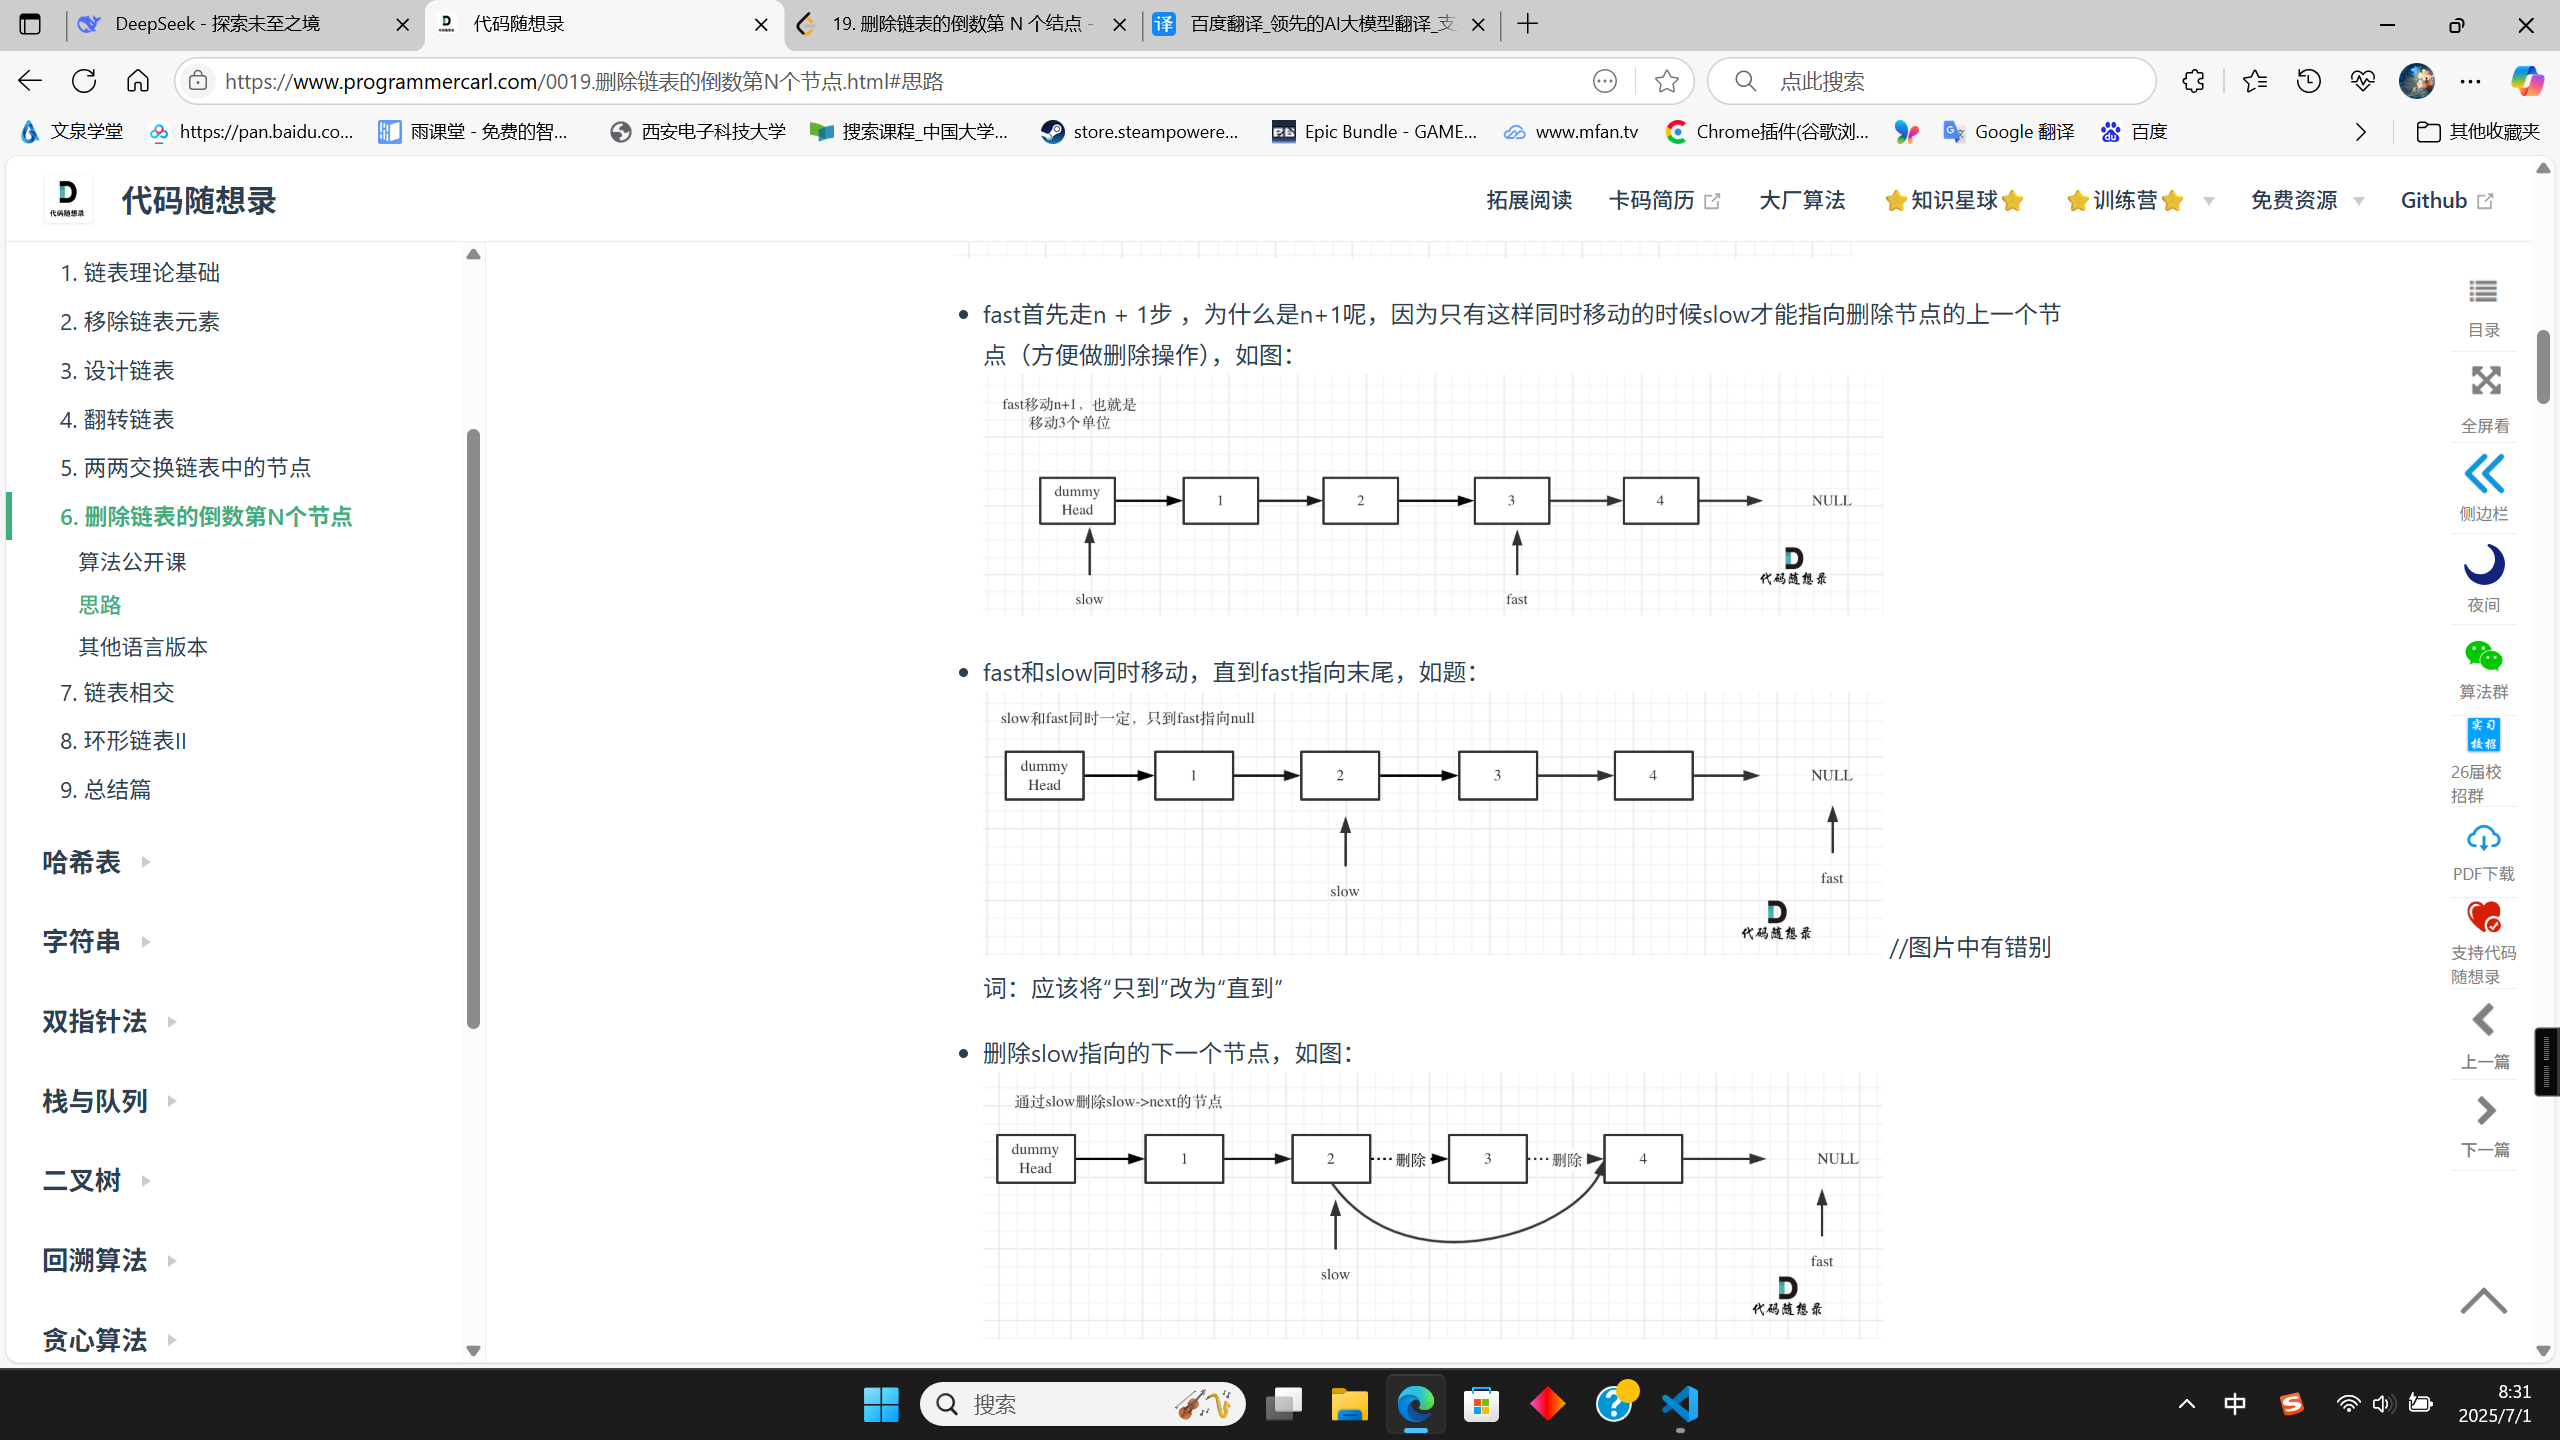 DeepSeek - 探索未至之境
代码随想录
19. 删除链表的倒数第 N 个结点 -
百度翻译_领先的AI大模型翻译_支
https://www.programmercarl.com/0019.删除链表的倒数第N个节点.html#思路
点此搜索
文泉学堂
https://pan.baidu.co...
雨课堂 - 免费的智...
西安电子科技大学
搜索课程_中国大学...
store.steampowere...
Epic Bundle - GAME...
www.mfan.tv
Chrome插件(谷歌浏...
Google 翻译
百度
其他收藏夹
代码随想录
代码随想录
拓展阅读
卡码简历
大厂算法
⭐知识星球⭐
⭐训练营⭐
免费资源
Github
1. 链表理论基础
2. 移除链表元素
3. 设计链表
4. 翻转链表
5. 两两交换链表中的节点
6. 删除链表的倒数第N个节点
算法公开课
思路
其他语言版本
7. 链表相交
8. 环形链表II
9. 总结篇
哈希表
字符串
双指针法
栈与队列
二叉树
回溯算法
贪心算法
• fast首先走n + 1步 ，为什么是n+1呢，因为只有这样同时移动的时候slow才能指向删除节点的上一个节
点（方便做删除操作），如图：
fast移动n+1，也就是
移动3个单位
dummy
Head
1
2
3
4
NULL
slow
fast
代码随想录
• fast和slow同时移动，直到fast指向末尾，如题：
slow和fast同时一定，只到fast指向null
dummy
Head
1
2
3
4
NULL
slow
fast
代码随想录
//图片中有错别
词：应该将“只到”改为“直到”
• 删除slow指向的下一个节点，如图：
通过slow删除slow->next的节点
dummy
Head
1
2
删除
3
删除
4
NULL
slow
fast
代码随想录
目录
全屏看
侧边栏
夜间
算法群
实习
校招
26届校
招群
PDF下载
支持代码
随想录
上一篇
下一篇
搜索
中
8:31
2025/7/1